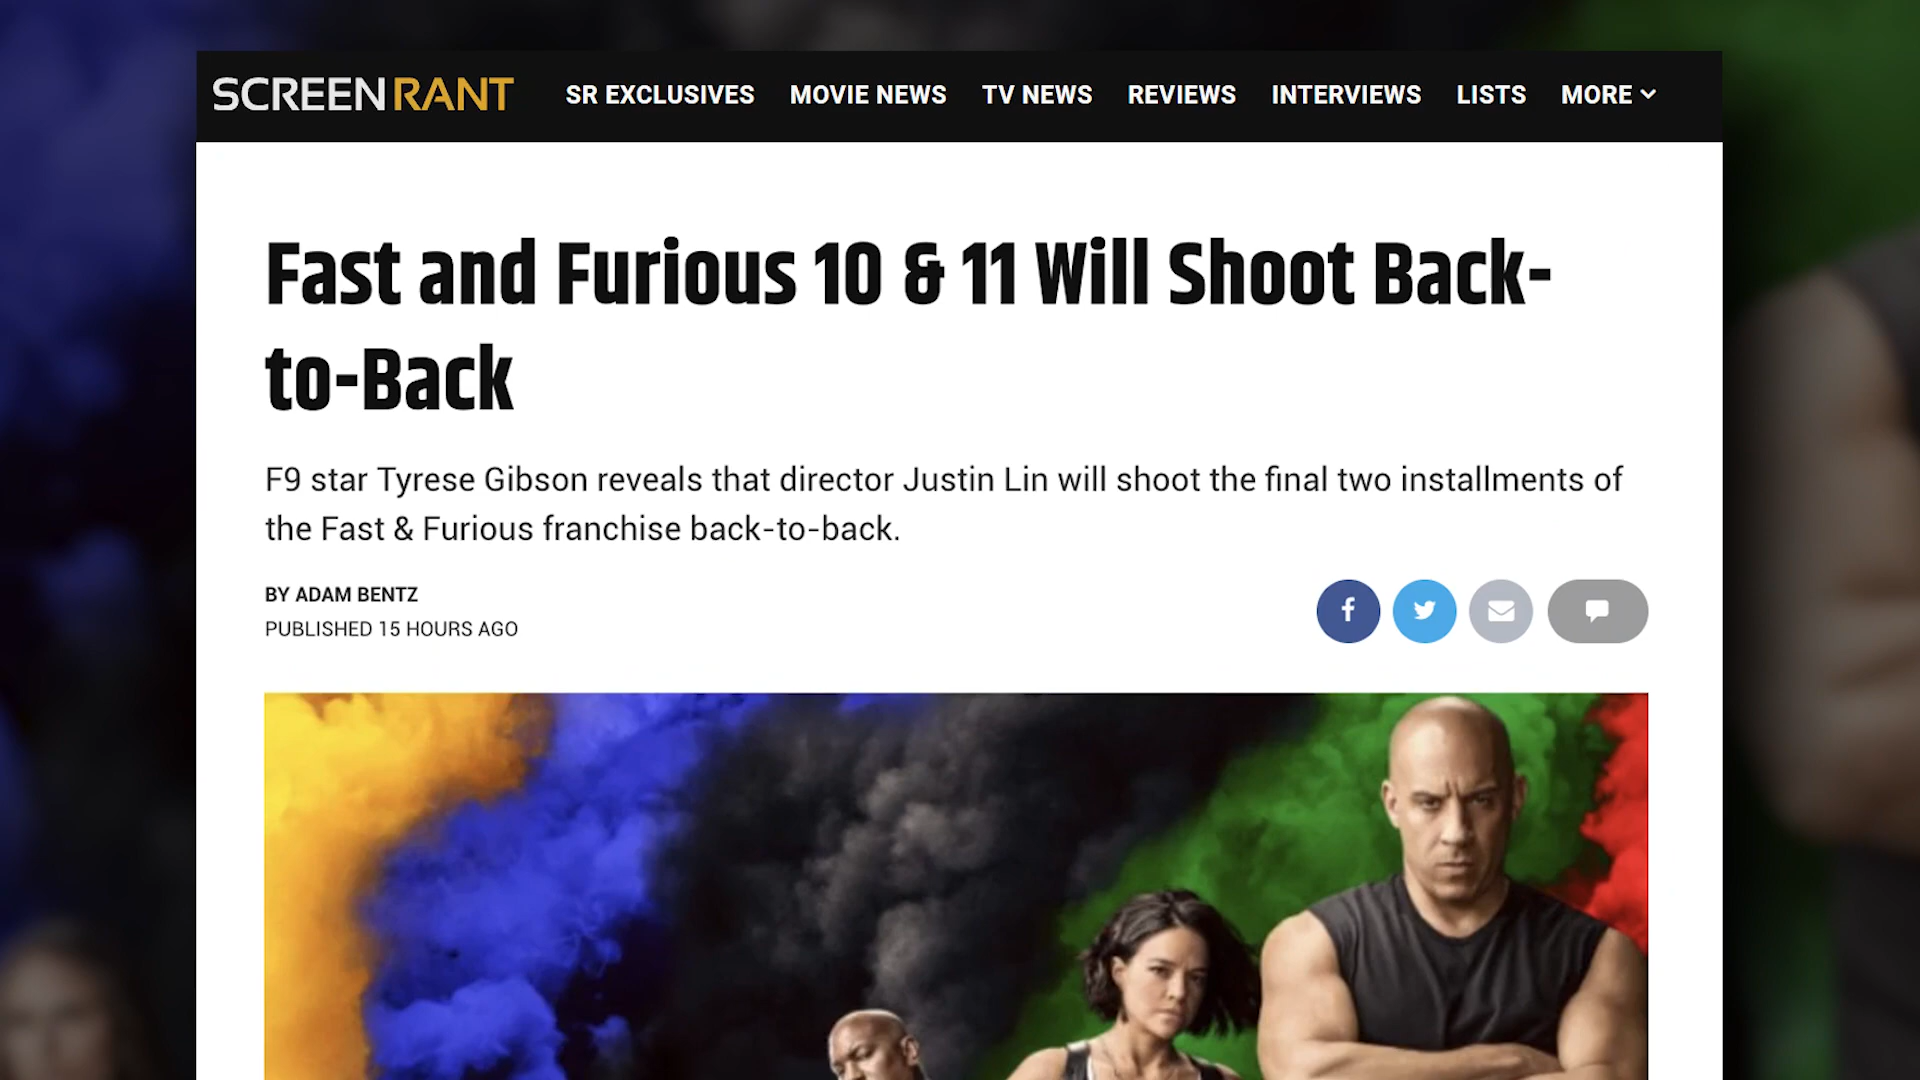 SCREENRANT SR EXCLUSIVES MOVIE NEWS TV NEWS REVIEWS INTERVIEWS LISTS MORE
Fast and Furious 10 & 11 Will Shoot Back-
to-Back
F9 star Tyrese Gibson reveals that director Justin Lin will shoot the final two installments of
the Fast & Furious franchise back-to-back.
BY ADAM BENTZ
PUBLISHED 15 HOURS AGO